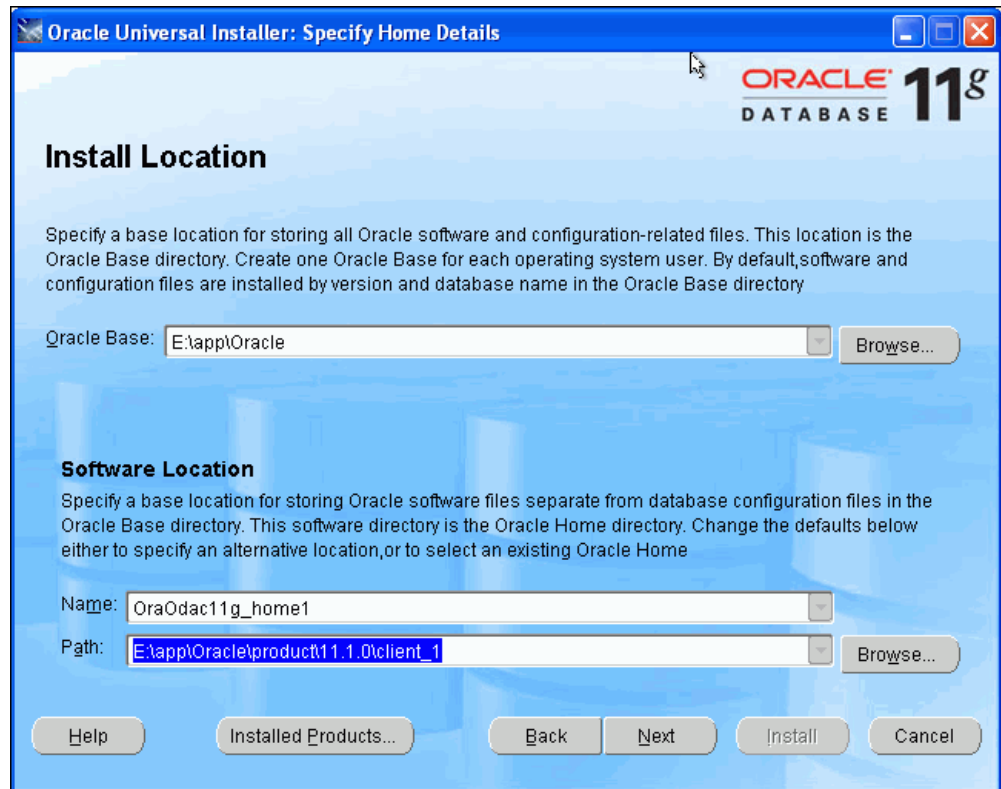 Oracle Universal Installer: Specify Home Details
ORACLE 11g
DATABASE
Install Location
Specify a base location for storing all Oracle software and configuration-related files. This location is the
Oracle Base directory. Create one Oracle Base for each operating system user. By default,software and
configuration files are installed by version and database name in the Oracle Base directory
Oracle Base: E:\app\Oracle Browse...
Software Location
Specify a base location for storing Oracle software files separate from database configuration files in the
Oracle Base directory. This software directory is the Oracle Home directory. Change the defaults below
either to specify an alternative location,or to select an existing Oracle Home
Name: OraOdac11g_home1
Path: E:\app\Oracle\product\11.1.0\client_1 Browse...
Help Installed Products... Back Next Install Cancel